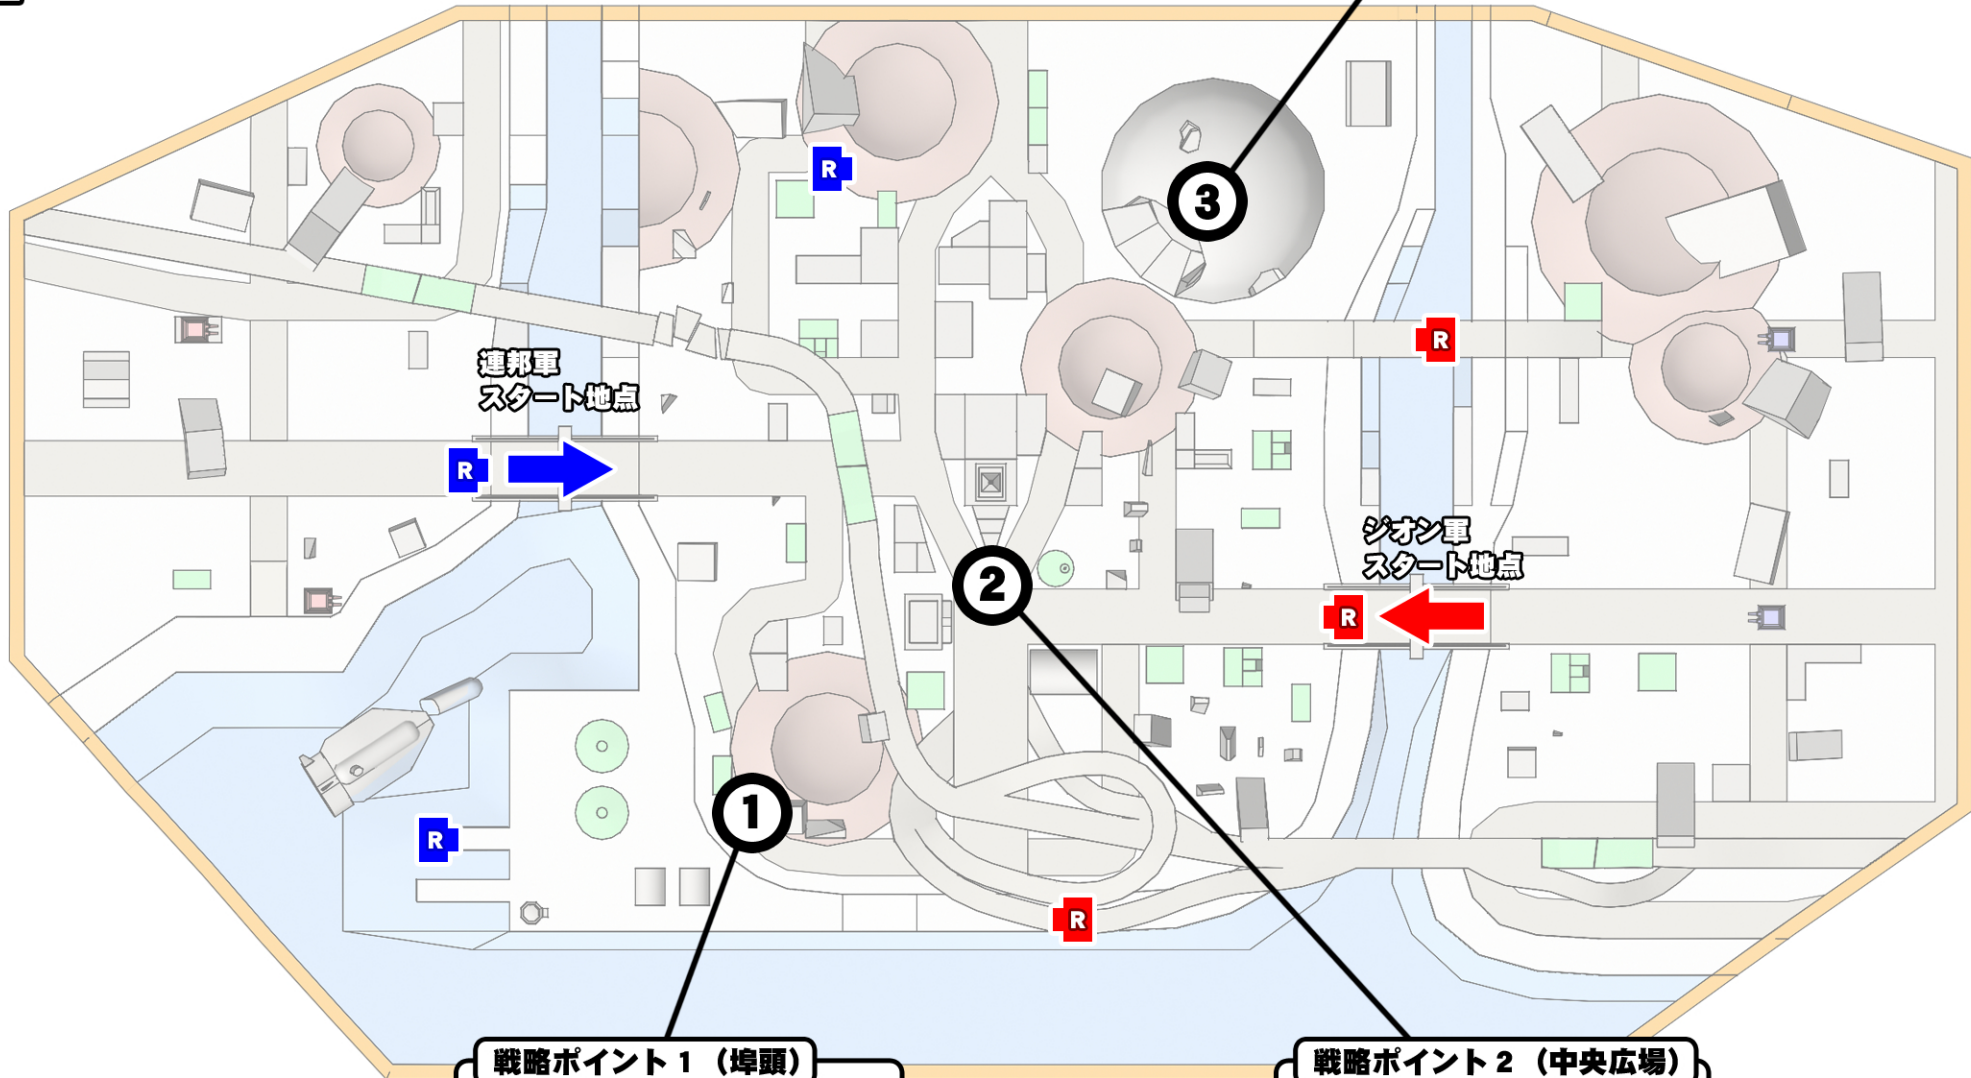 R
3
R
連邦軍
スタート地点
R
ジオン軍
スタート地点
2
R
1
R
R
戦略ポイント1（埠頭）
戦略ポイント2（中央広場）